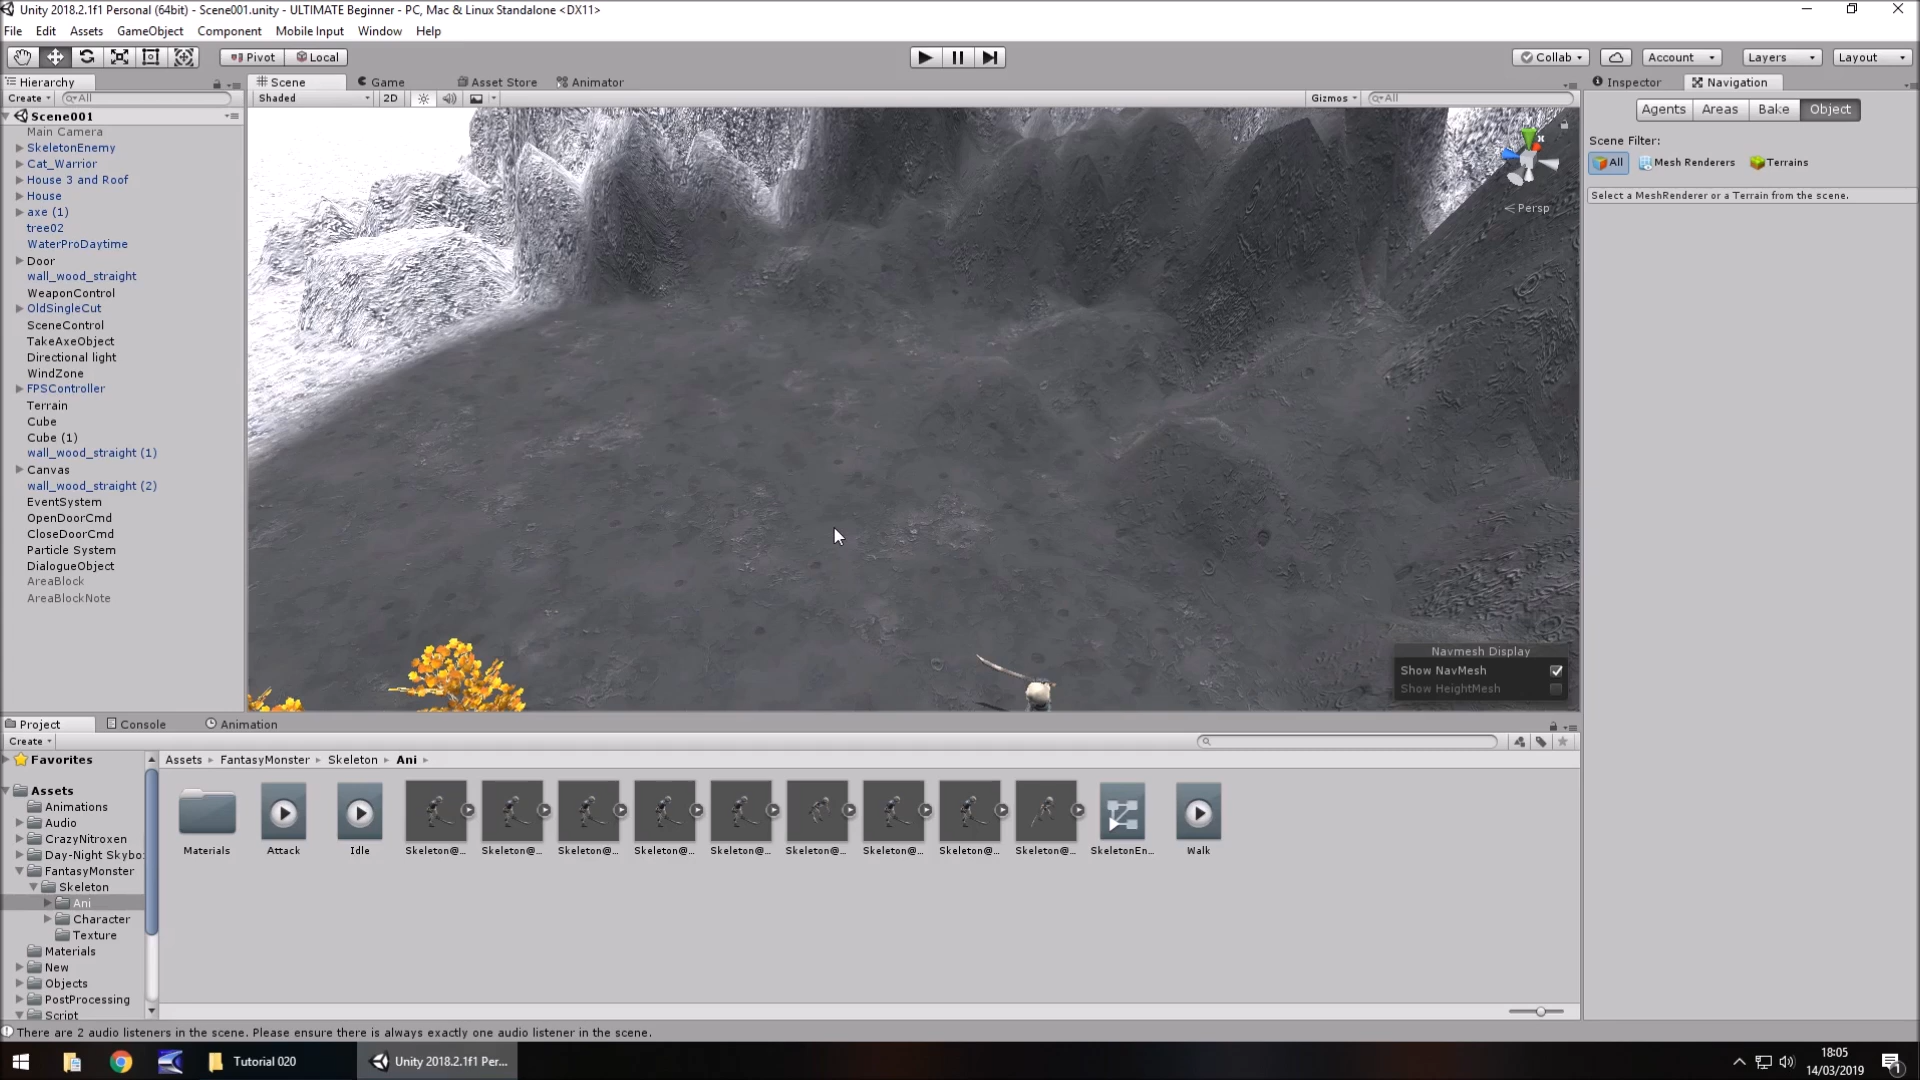 Unity 2018.2.1f1 Personal (64bit) - Scene001.unity - ULTIMATE Beginner - PC, Mac & Linux Standalone <DX11>
File Edit Assets GameObject Component Mobile Input Window Help
Pivot Local Collab Account Layers Layout
Hierarchy
Create All
Scene001
Main Camera
SkeletonEnemy
Cat_Warrior
House 3 and Roof
House
axe (1)
tree02
WaterProDaytime
Door
wall_wood_straight
WeaponControl
OldSingleCut
SceneControl
TakeAxeObject
Directional light
WindZone
FPSController
Terrain
Cube
Cube (1)
wall_wood_straight (1)
Canvas
wall_wood_straight (2)
EventSystem
OpenDoorCmd
CloseDoorCmd
Particle System
DialogueObject
AreaBlock
AreaBlockNote
Scene Game Asset Store Animator
Shaded 2D Gizmos All
x
Persp
Navmesh Display
Show NavMesh
Show HeightMesh
Inspector Navigation
Agents Areas Bake Object
Scene Filter:
All Mesh Renderers Terrains
Select a MeshRenderer or a Terrain from the scene.
Project Console Animation
Create
Favorites
Assets
Animations
Audio
CrazyNitroxen
Day-Night Skybo
FantasyMonster
Skeleton
Ani
Character
Texture
Materials
New
Objects
PostProcessing
Script
Assets FantasyMonster Skeleton Ani
Materials Attack Idle Skeleton@... Skeleton@... Skeleton@... Skeleton@... Skeleton@... Skeleton@... Skeleton@... Skeleton@... Skeleton@... SkeletonEn... Walk
There are 2 audio listeners in the scene. Please ensure there is always exactly one audio listener in the scene.
Tutorial 020 Unity 2018.2.1f1 Per...
18:05
14/03/2019
1